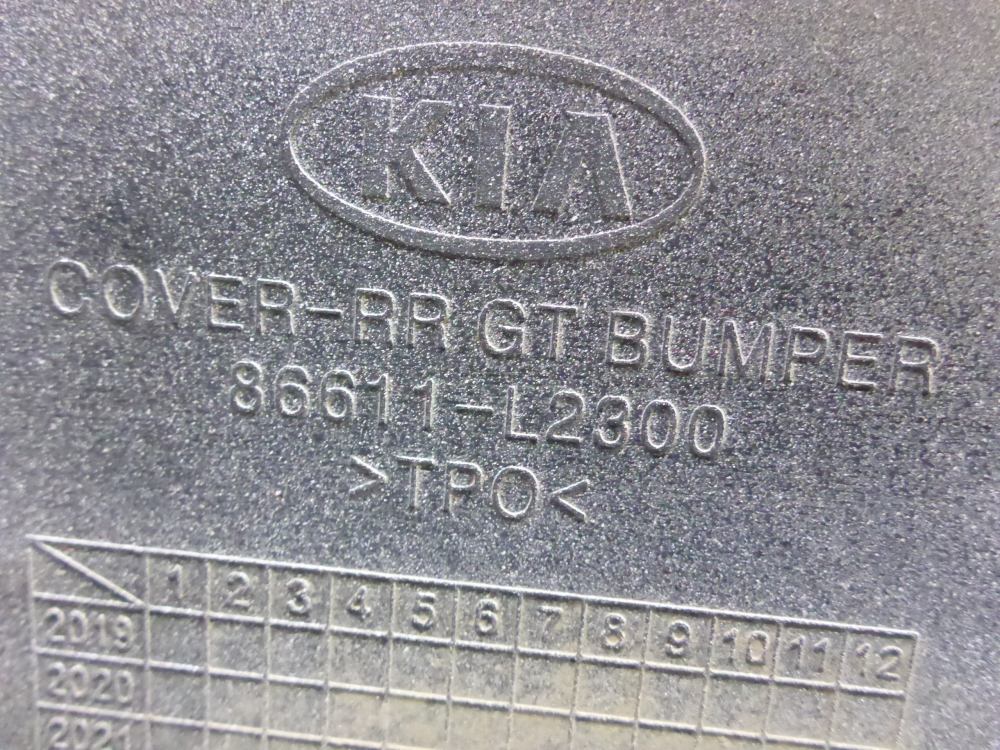 KIA
COVER-RR GT BUMPER
86611-L2300
>TPO<
1 2 3 4 5 6 7 8 9 10 11 12
2019
2020
2021